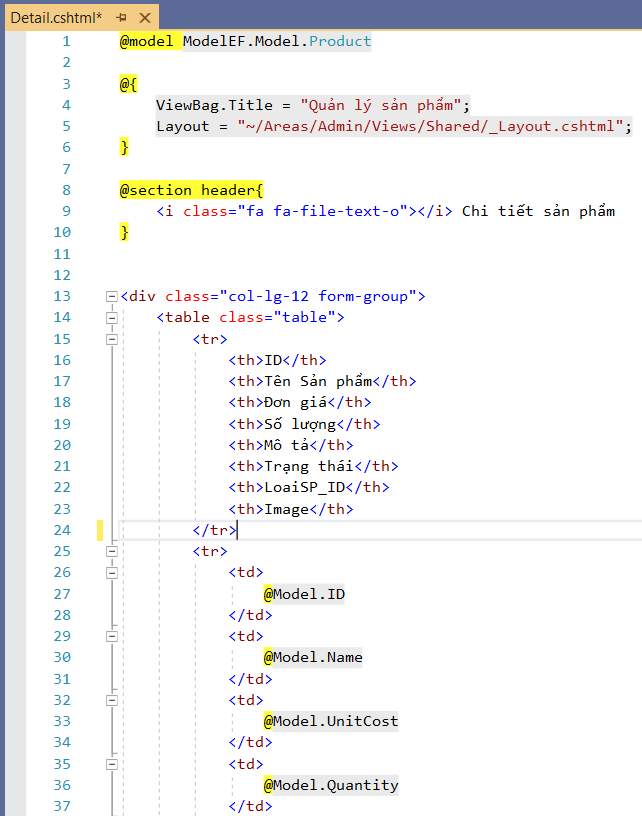 Detail.cshtml*
1 @model ModelEF.Model.Product
2
3 @{
4 ViewBag.Title = "Quản lý sản phẩm";
5 Layout = "~/Areas/Admin/Views/Shared/_Layout.cshtml";
6 }
7
8 @section header{
9 <i class="fa fa-file-text-o"></i> Chi tiết sản phẩm
10 }
11
12
13 <div class="col-lg-12 form-group">
14 <table class="table">
15 <tr>
16 <th>ID</th>
17 <th>Tên Sản phẩm</th>
18 <th>Đơn giá</th>
19 <th>Số lượng</th>
20 <th>Mô tả</th>
21 <th>Trạng thái</th>
22 <th>LoaiSP_ID</th>
23 <th>Image</th>
24 </tr>
25 <tr>
26 <td>
27 @Model.ID
28 </td>
29 <td>
30 @Model.Name
31 </td>
32 <td>
33 @Model.UnitCost
34 </td>
35 <td>
36 @Model.Quantity
37 </td>